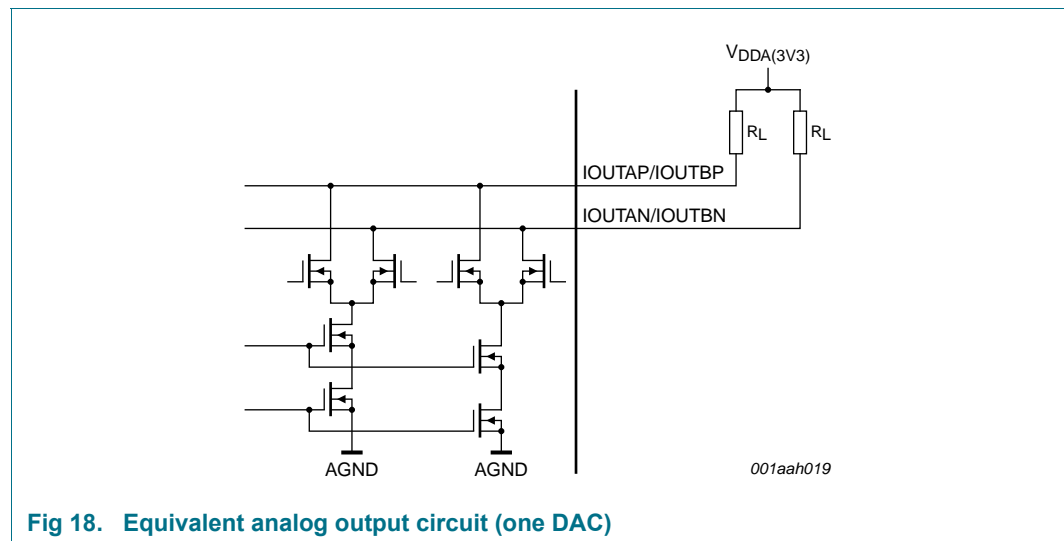 VDDA(3V3)
RL
RL
IOUTAP/IOUTBP
IOUTAN/IOUTBN
AGND
AGND
001aah019
Fig 18. Equivalent analog output circuit (one DAC)